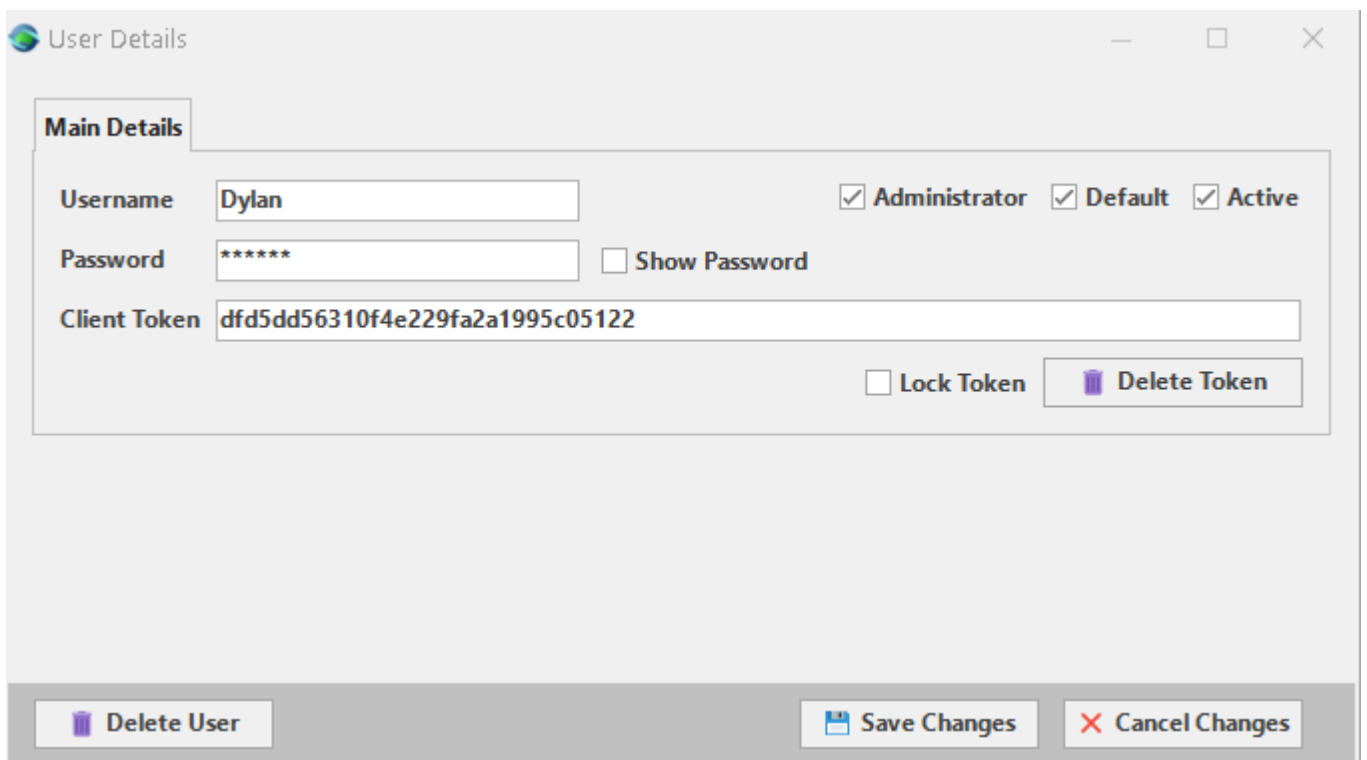 User Details
Main Details
Username Dylan Administrator Default Active
Password ****** Show Password
Client Token dfd5dd56310f4e229fa2a1995c05122
Lock Token Delete Token
Delete User Save Changes Cancel Changes